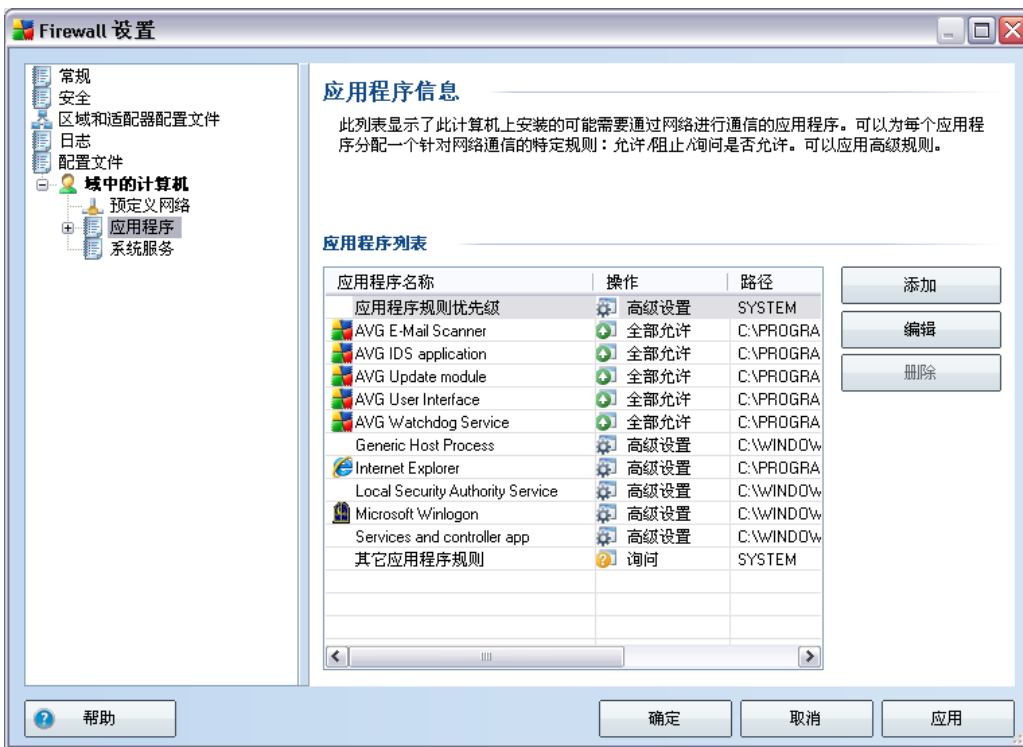 Firewall 设置
常规
安全
区域和适配器配置文件
日志
配置文件
域中的计算机
预定义网络
应用程序
系统服务
应用程序信息
此列表显示了此计算机上安装的可能需要通过网络进行通信的应用程序。可以为每个应用程
序分配一个针对网络通信的特定规则：允许/阻止/询问是否允许。可以应用高级规则。
应用程序列表
应用程序名称 操作 路径
应用程序规则优先级 高级设置 SYSTEM
AVG E-Mail Scanner 全部允许 C:\PROGRA
AVG IDS application 全部允许 C:\PROGRA
AVG Update module 全部允许 C:\PROGRA
AVG User Interface 全部允许 C:\PROGRA
AVG Watchdog Service 全部允许 C:\PROGRA
Generic Host Process 高级设置 C:\WINDOW
Internet Explorer 高级设置 C:\PROGRA
Local Security Authority Service 高级设置 C:\WINDOW
Microsoft Winlogon 高级设置 C:\WINDOW
Services and controller app 高级设置 C:\WINDOW
其它应用程序规则 询问 SYSTEM
添加
编辑
删除
帮助
确定
取消
应用